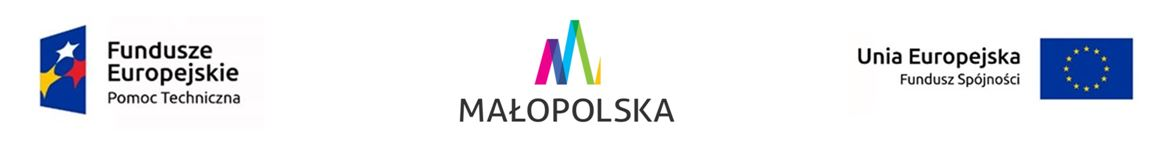 Fundusze
Europejskie
Pomoc Techniczna
MAŁOPOLSKA
Unia Europejska
Fundusz Spójności